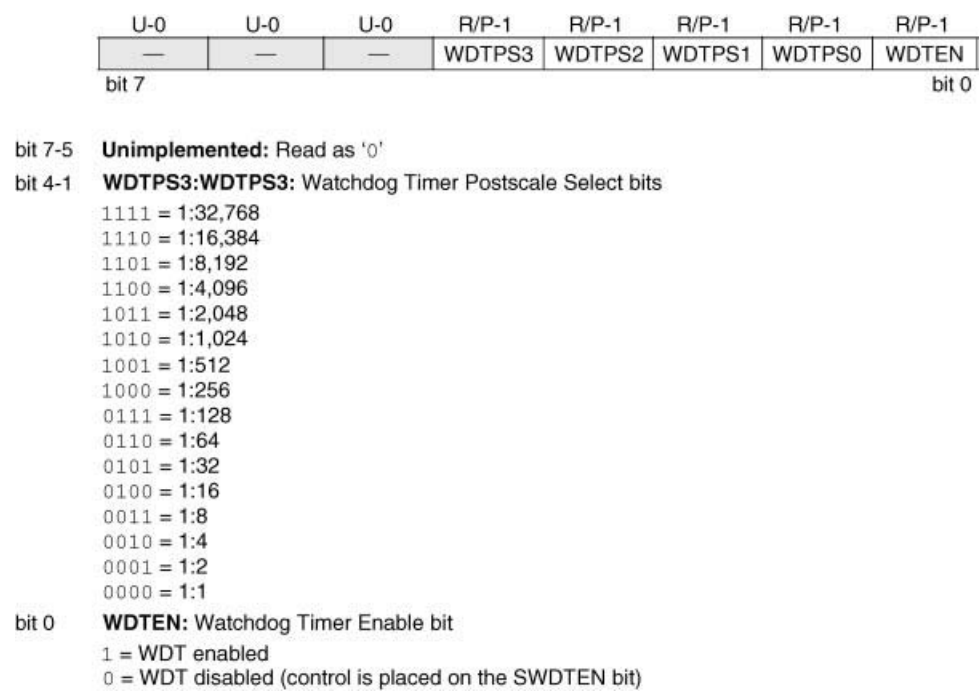 U-0 U-0 U-0 R/P-1 R/P-1 R/P-1 R/P-1 R/P-1
— — — WDTPS3 WDTPS2 WDTPS1 WDTPS0 WDTEN
bit 7 bit 0
bit 7-5 Unimplemented: Read as ‘0’
bit 4-1 WDTPS3:WDTPS3: Watchdog Timer Postscale Select bits
1111 = 1:32,768
1110 = 1:16,384
1101 = 1:8,192
1100 = 1:4,096
1011 = 1:2,048
1010 = 1:1,024
1001 = 1:512
1000 = 1:256
0111 = 1:128
0110 = 1:64
0101 = 1:32
0100 = 1:16
0011 = 1:8
0010 = 1:4
0001 = 1:2
0000 = 1:1
bit 0 WDTEN: Watchdog Timer Enable bit
1 = WDT enabled
0 = WDT disabled (control is placed on the SWDTEN bit)